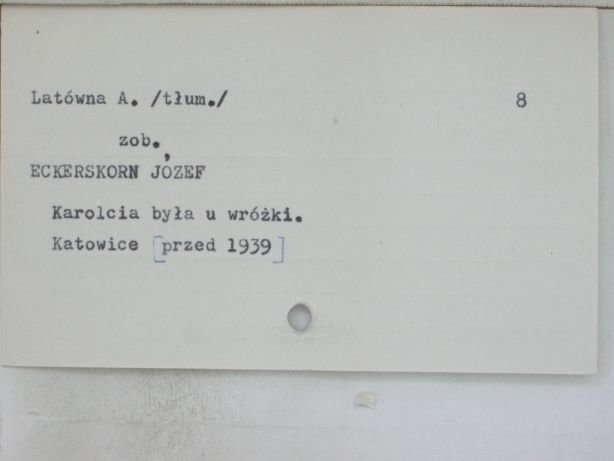 Latówna A. /tłum./ 8
zob.
ECKERSKORN JÓZEF
Karolcia była u wróżki.
Katowice [przed 1939]